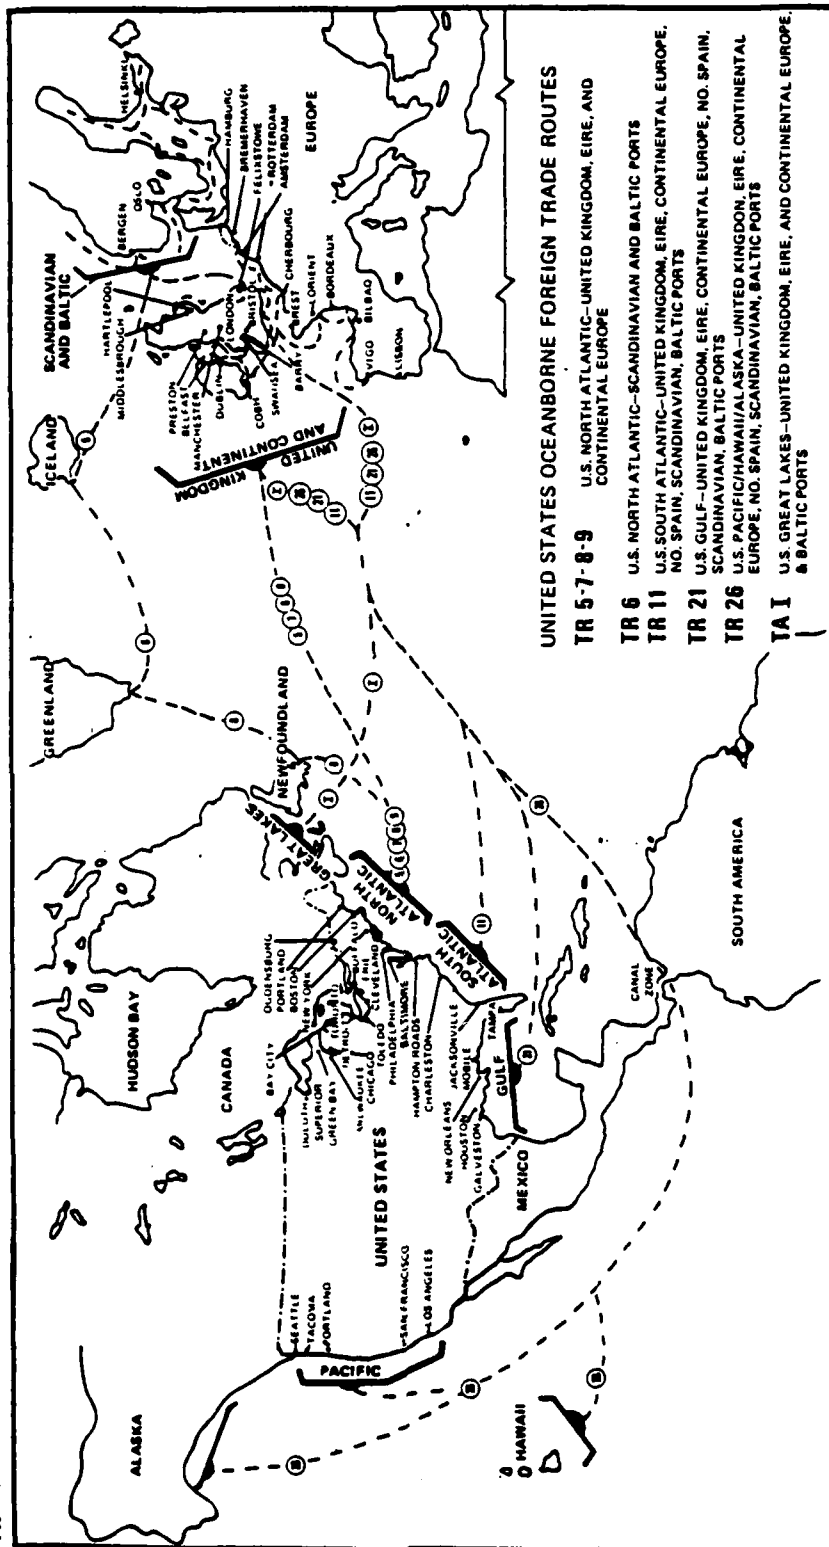 ALASKA
HAWAII
PACIFIC
SEATTLE
TACOMA
PORTLAND
SAN FRANCISCO
LOS ANGELES
UNITED STATES
CANADA
HUDSON BAY
MEXICO
GULF
NEW ORLEANS
HOUSTON
GALVESTON
JACKSONVILLE
MOBILE
TAMPA
BAY CITY
DULUTH
SUPERIOR
GREEN BAY
MILWAUKEE
CHICAGO
DETROIT
TOLEDO
CLEVELAND
ERIE
BUFFALO
OGDENSBURG
PORTLAND
BOSTON
NEW YORK
PHILADELPHIA
BALTIMORE
HAMPTON ROADS
CHARLESTON
SOUTH
ATLANTIC
NORTH
ATLANTIC
GREAT LAKES
NEWFOUNDLAND
GREENLAND
ICELAND
CANAL
ZONE
SOUTH AMERICA
UNITED
KINGDOM
AND CONTINENT
SCANDINAVIAN
AND BALTIC
HARTLEPOOL
MIDDLESBROUGH
PRESTON
BELFAST
MANCHESTER
DUBLIN
COBH
SWANSEA
BARRY
LONDON
BRISTOL
BREST
CHERBOURG
LORIENT
BORDEAUX
BILBAO
VIGO
LISBON
BERGEN
OSLO
HELSINKI
HAMBURG
BREMERHAVEN
FELIXSTOWE
ROTTERDAM
AMSTERDAM
EUROPE
UNITED STATES OCEANBORNE FOREIGN TRADE ROUTES
TR 5-7-8-9 U.S. NORTH ATLANTIC–UNITED KINGDOM, EIRE, AND
CONTINENTAL EUROPE
TR 6 U.S. NORTH ATLANTIC–SCANDINAVIAN AND BALTIC PORTS
TR 11 U.S. SOUTH ATLANTIC–UNITED KINGDOM, EIRE, CONTINENTAL EUROPE,
NO. SPAIN, SCANDINAVIAN, BALTIC PORTS
TR 21 U.S. GULF–UNITED KINGDOM, EIRE, CONTINENTAL EUROPE, NO. SPAIN,
SCANDINAVIAN, BALTIC PORTS
TR 26 U.S. PACIFIC/HAWAII/ALASKA–UNITED KINGDOM, EIRE, CONTINENTAL
EUROPE, NO. SPAIN, SCANDINAVIAN, BALTIC PORTS
TA I U.S. GREAT LAKES–UNITED KINGDOM, EIRE, AND CONTINENTAL EUROPE,
& BALTIC PORTS